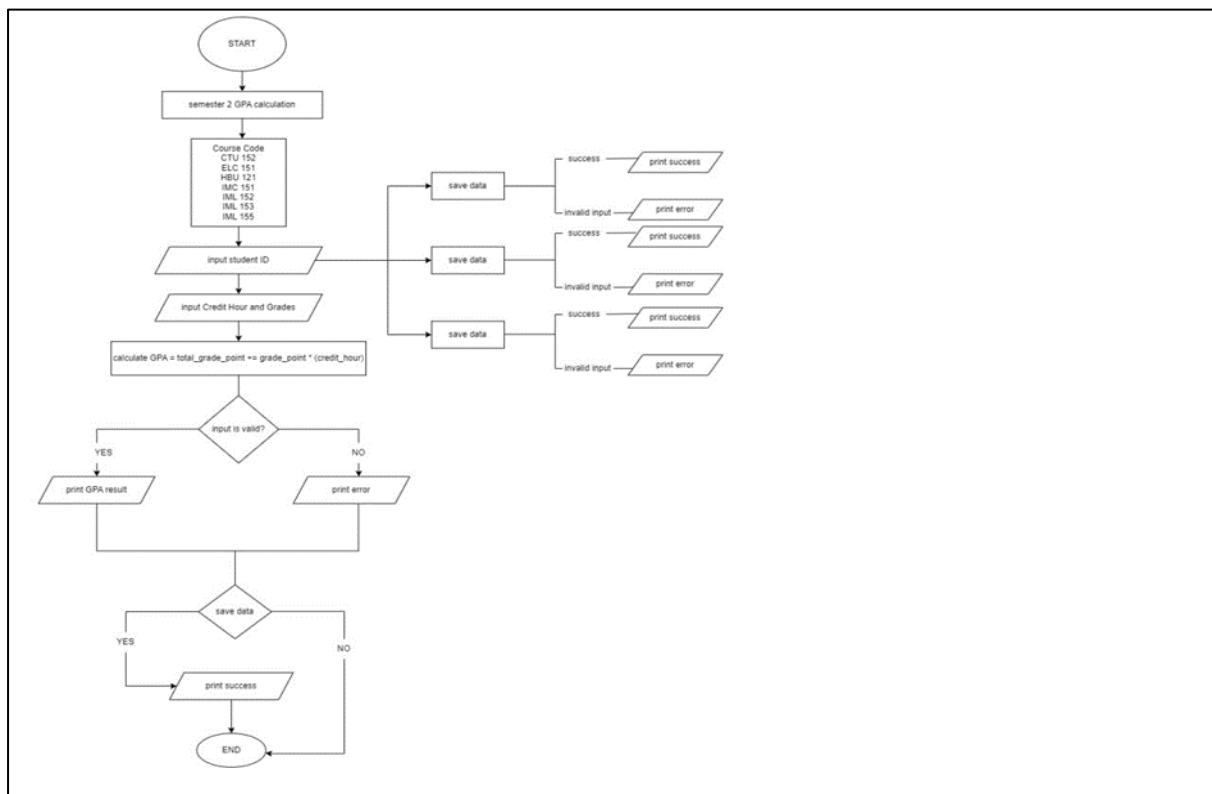 START
semester 2 GPA calculation
Course Code
CTU 152
ELC 151
HBU 121
IMC 151
IML 152
IML 153
IML 155
input student ID
save data
success
print success
invalid input
print error
save data
success
print success
invalid input
print error
save data
success
print success
invalid input
print error
input Credit Hour and Grades
calculate GPA = total_grade_point += grade_point * (credit_hour)
input is valid?
YES
NO
print GPA result
print error
save data
YES
NO
print success
END